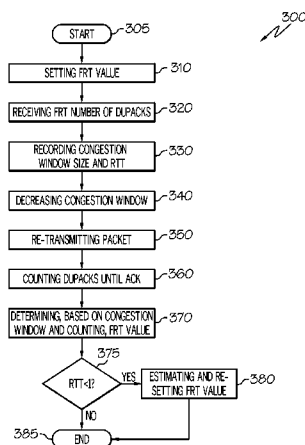 300
START
305
SETTING FRT VALUE
310
RECEIVING FRT NUMBER OF DUPACKS
320
RECORDING CONGESTION
WINDOW SIZE AND RTT
330
DECREASING CONGESTION WINDOW
340
RE-TRANSMITTING PACKET
350
COUNTING DUPACKS UNTIL ACK
360
DETERMINING, BASED ON CONGESTION
WINDOW AND COUNTING, FRT VALUE
370
375
RTT<1?
YES
ESTIMATING AND RE-
SETTING FRT VALUE
380
NO
385
END